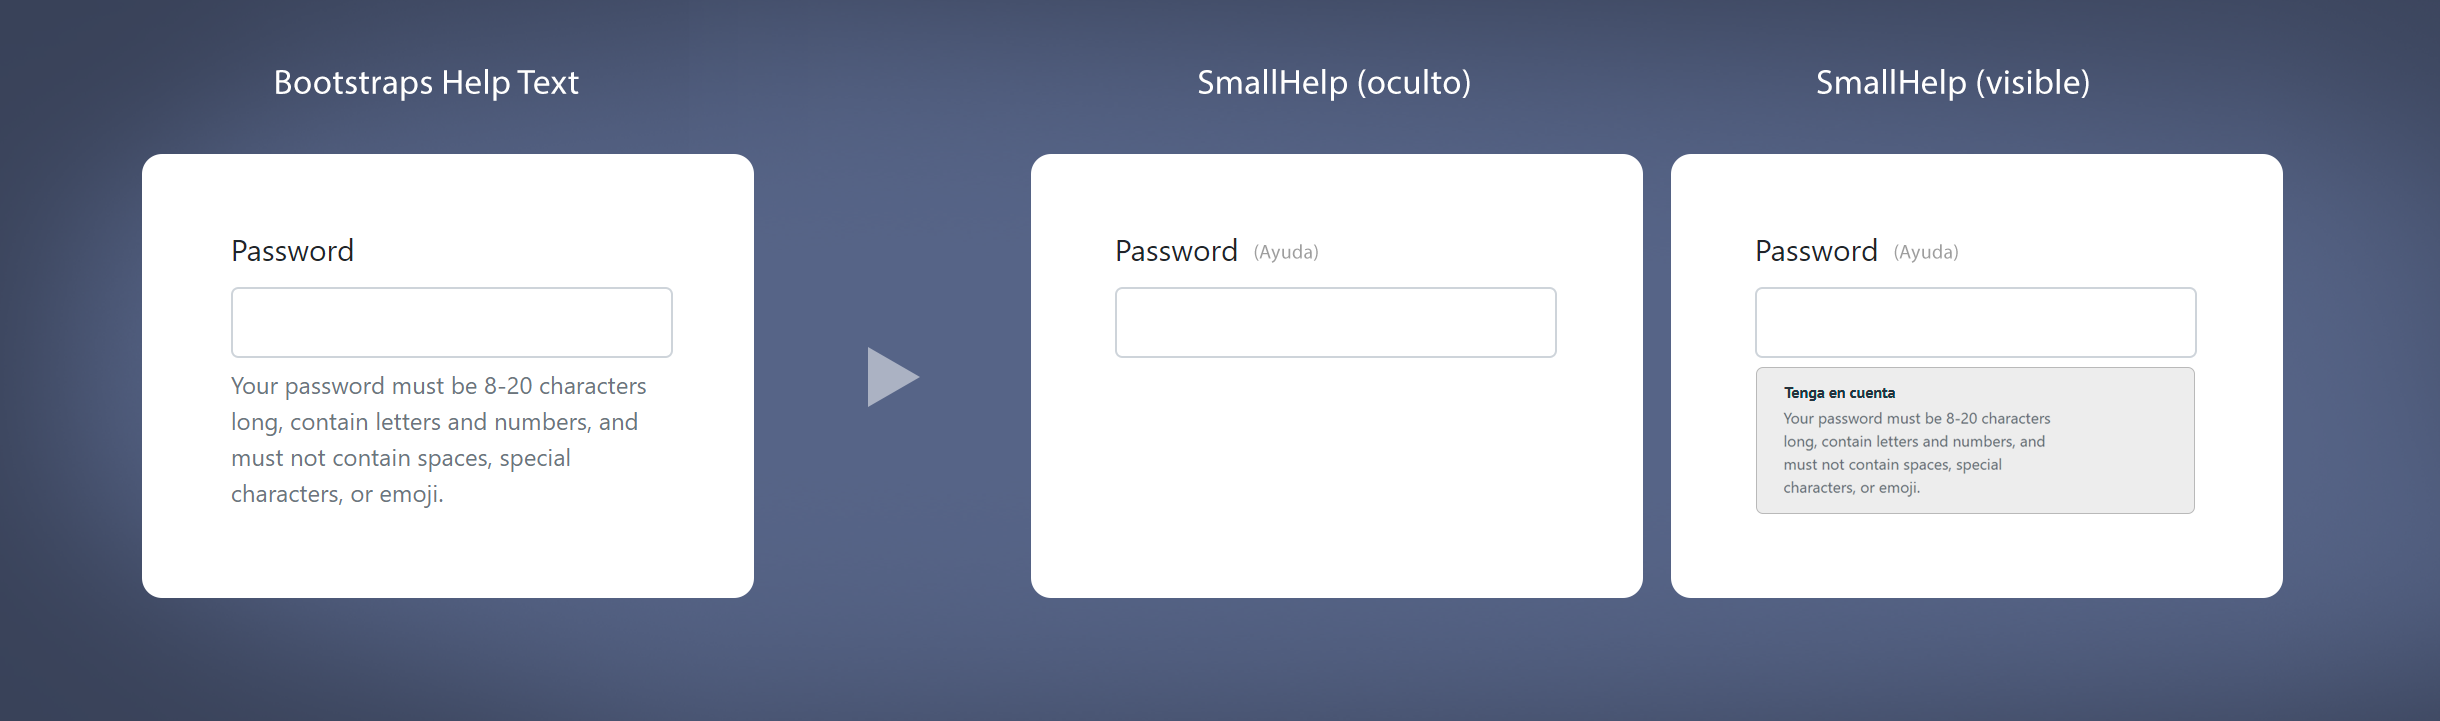 Bootstraps Help Text
Password
Your password must be 8-20 characters
long, contain letters and numbers, and
must not contain spaces, special
characters, or emoji.
SmallHelp (oculto)
Password (Ayuda)
SmallHelp (visible)
Password (Ayuda)
Tenga en cuenta
Your password must be 8-20 characters
long, contain letters and numbers, and
must not contain spaces, special
characters, or emoji.